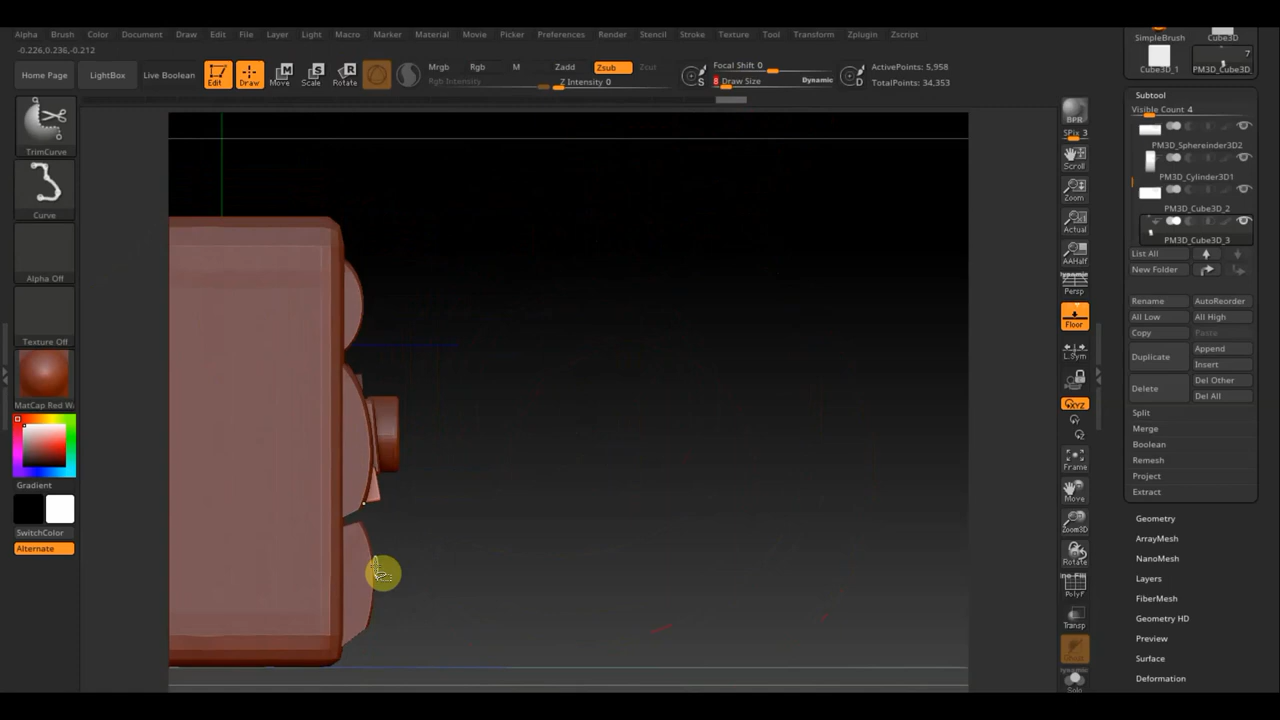 Alpha Brush Color Document Draw Edit File Layer Light Macro Marker Material Movie Picker Preferences Render Stencil Stroke Texture Tool Transform Zplugin Zscript
-0.226,0.236,-0.212
Home Page LightBox Live Boolean Edit Draw Move Scale Rotate Mrgb Rgb M Zadd Zsub Zcut Focal Shift 0 ActivePoints: 5,958
Rgb Intensity Z Intensity 0 S Draw Size Dynamic D TotalPoints: 34,353
SimpleBrush Cube3D
Cube3D_1 PM3D_Cube3D
7
TrimCurve
Curve
Alpha Off
Texture Off
MatCap Red Wa
Gradient
SwitchColor
Alternate
BPR
SPix 3
Scroll
Zoom
Actual
AAHalf
Dynamic
Persp
Floor
L.Sym
XYZ
Y
Z
Frame
Move
Zoom3D
Rotate
PolyF
Transp
Ghost
Dynamic
Solo
Subtool
Visible Count 4
PM3D_Sphereinder3D2
PM3D_Cylinder3D1
PM3D_Cube3D_2
PM3D_Cube3D_3
List All
New Folder
Rename AutoReorder
All Low All High
Copy Paste
Duplicate Append
Insert
Delete Del Other
Del All
Split
Merge
Boolean
Remesh
Project
Extract
Geometry
ArrayMesh
NanoMesh
Layers
FiberMesh
Geometry HD
Preview
Surface
Deformation